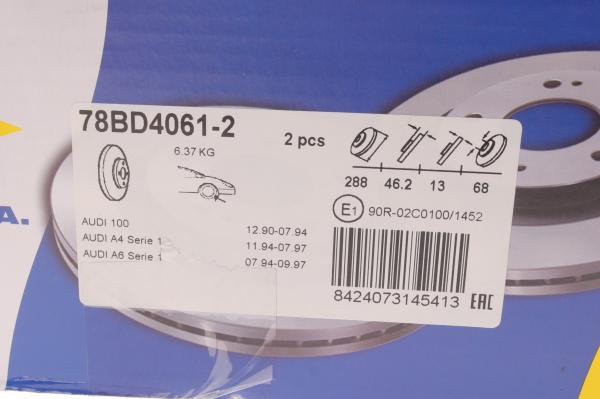 78BD4061-2
2 pcs
6.37 KG
288 46.2 13 68
E1 90R-02C0100/1452
AUDI 100 12.90-07.94
AUDI A4 Serie 1 11.94-07.97
AUDI A6 Serie 1 07.94-09.97
8424073145413 EAC
A.